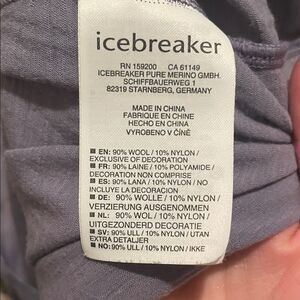 icebreaker
RN 159200 CA 61149
ICEBREAKER PURE MERINO GMBH.
SCHIFFBAUERWEG 1
82319 STARNBERG, GERMANY
MADE IN CHINA
FABRIQUE EN CHINE
HECHO EN CHINA
VYROBENO V ČÍNĚ
■ EN: 90% WOOL / 10% NYLON /
EXCLUSIVE OF DECORATION
■ FR: 90% LAINE / 10% POLYAMIDE /
DECORATION NON COMPRISE
■ ES: 90% LANA / 10% NYLON / NO
INCLUYE LA DECORACION
■ DE: 90% WOLLE / 10% NYLON /
VERZIERUNG AUSGENOMMEN
■ NL: 90% WOL / 10% NYLON /
UITGEZONDERD DECORATIE
■ SV: 90% ULL / 10% NYLON / UTAN
EXTRA DETALJER
■ NO: 90% ULL / 10% NYLON / IKKE